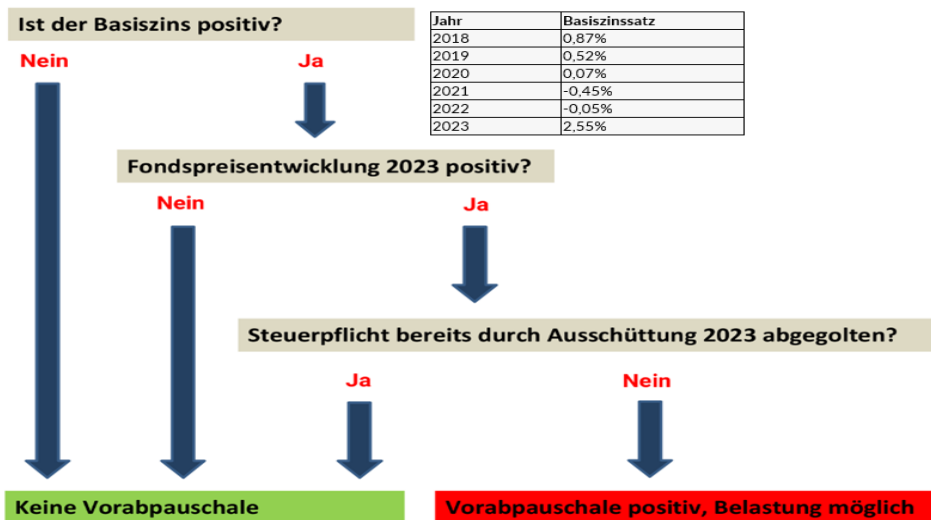 Ist der Basiszins positiv?
Nein
Ja
Jahr Basiszinssatz
2018 0,87%
2019 0,52%
2020 0,07%
2021 -0,45%
2022 -0,05%
2023 2,55%
Fondspreisentwicklung 2023 positiv?
Nein
Ja
Steuerpflicht bereits durch Ausschüttung 2023 abgegolten?
Ja
Nein
Keine Vorabpauschale
Vorabpauschale positiv, Belastung möglich